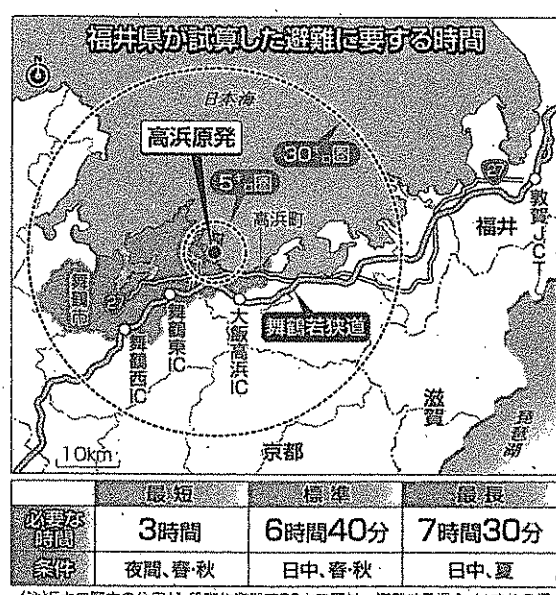 福井県が試算した避難に要する時間
N
日本海
高浜原発
30㌔圏
5㌔圏
27
敦賀JCT
福井
高浜町
舞鶴市
27
舞鶴西IC
舞鶴東IC
大飯高浜IC
舞鶴若狭道
滋賀
琵琶湖
京都
10km
最短 標準 最長
必要な時間 3時間 6時間40分 7時間30分
条件 夜間、春・秋 日中、春・秋 日中、夏